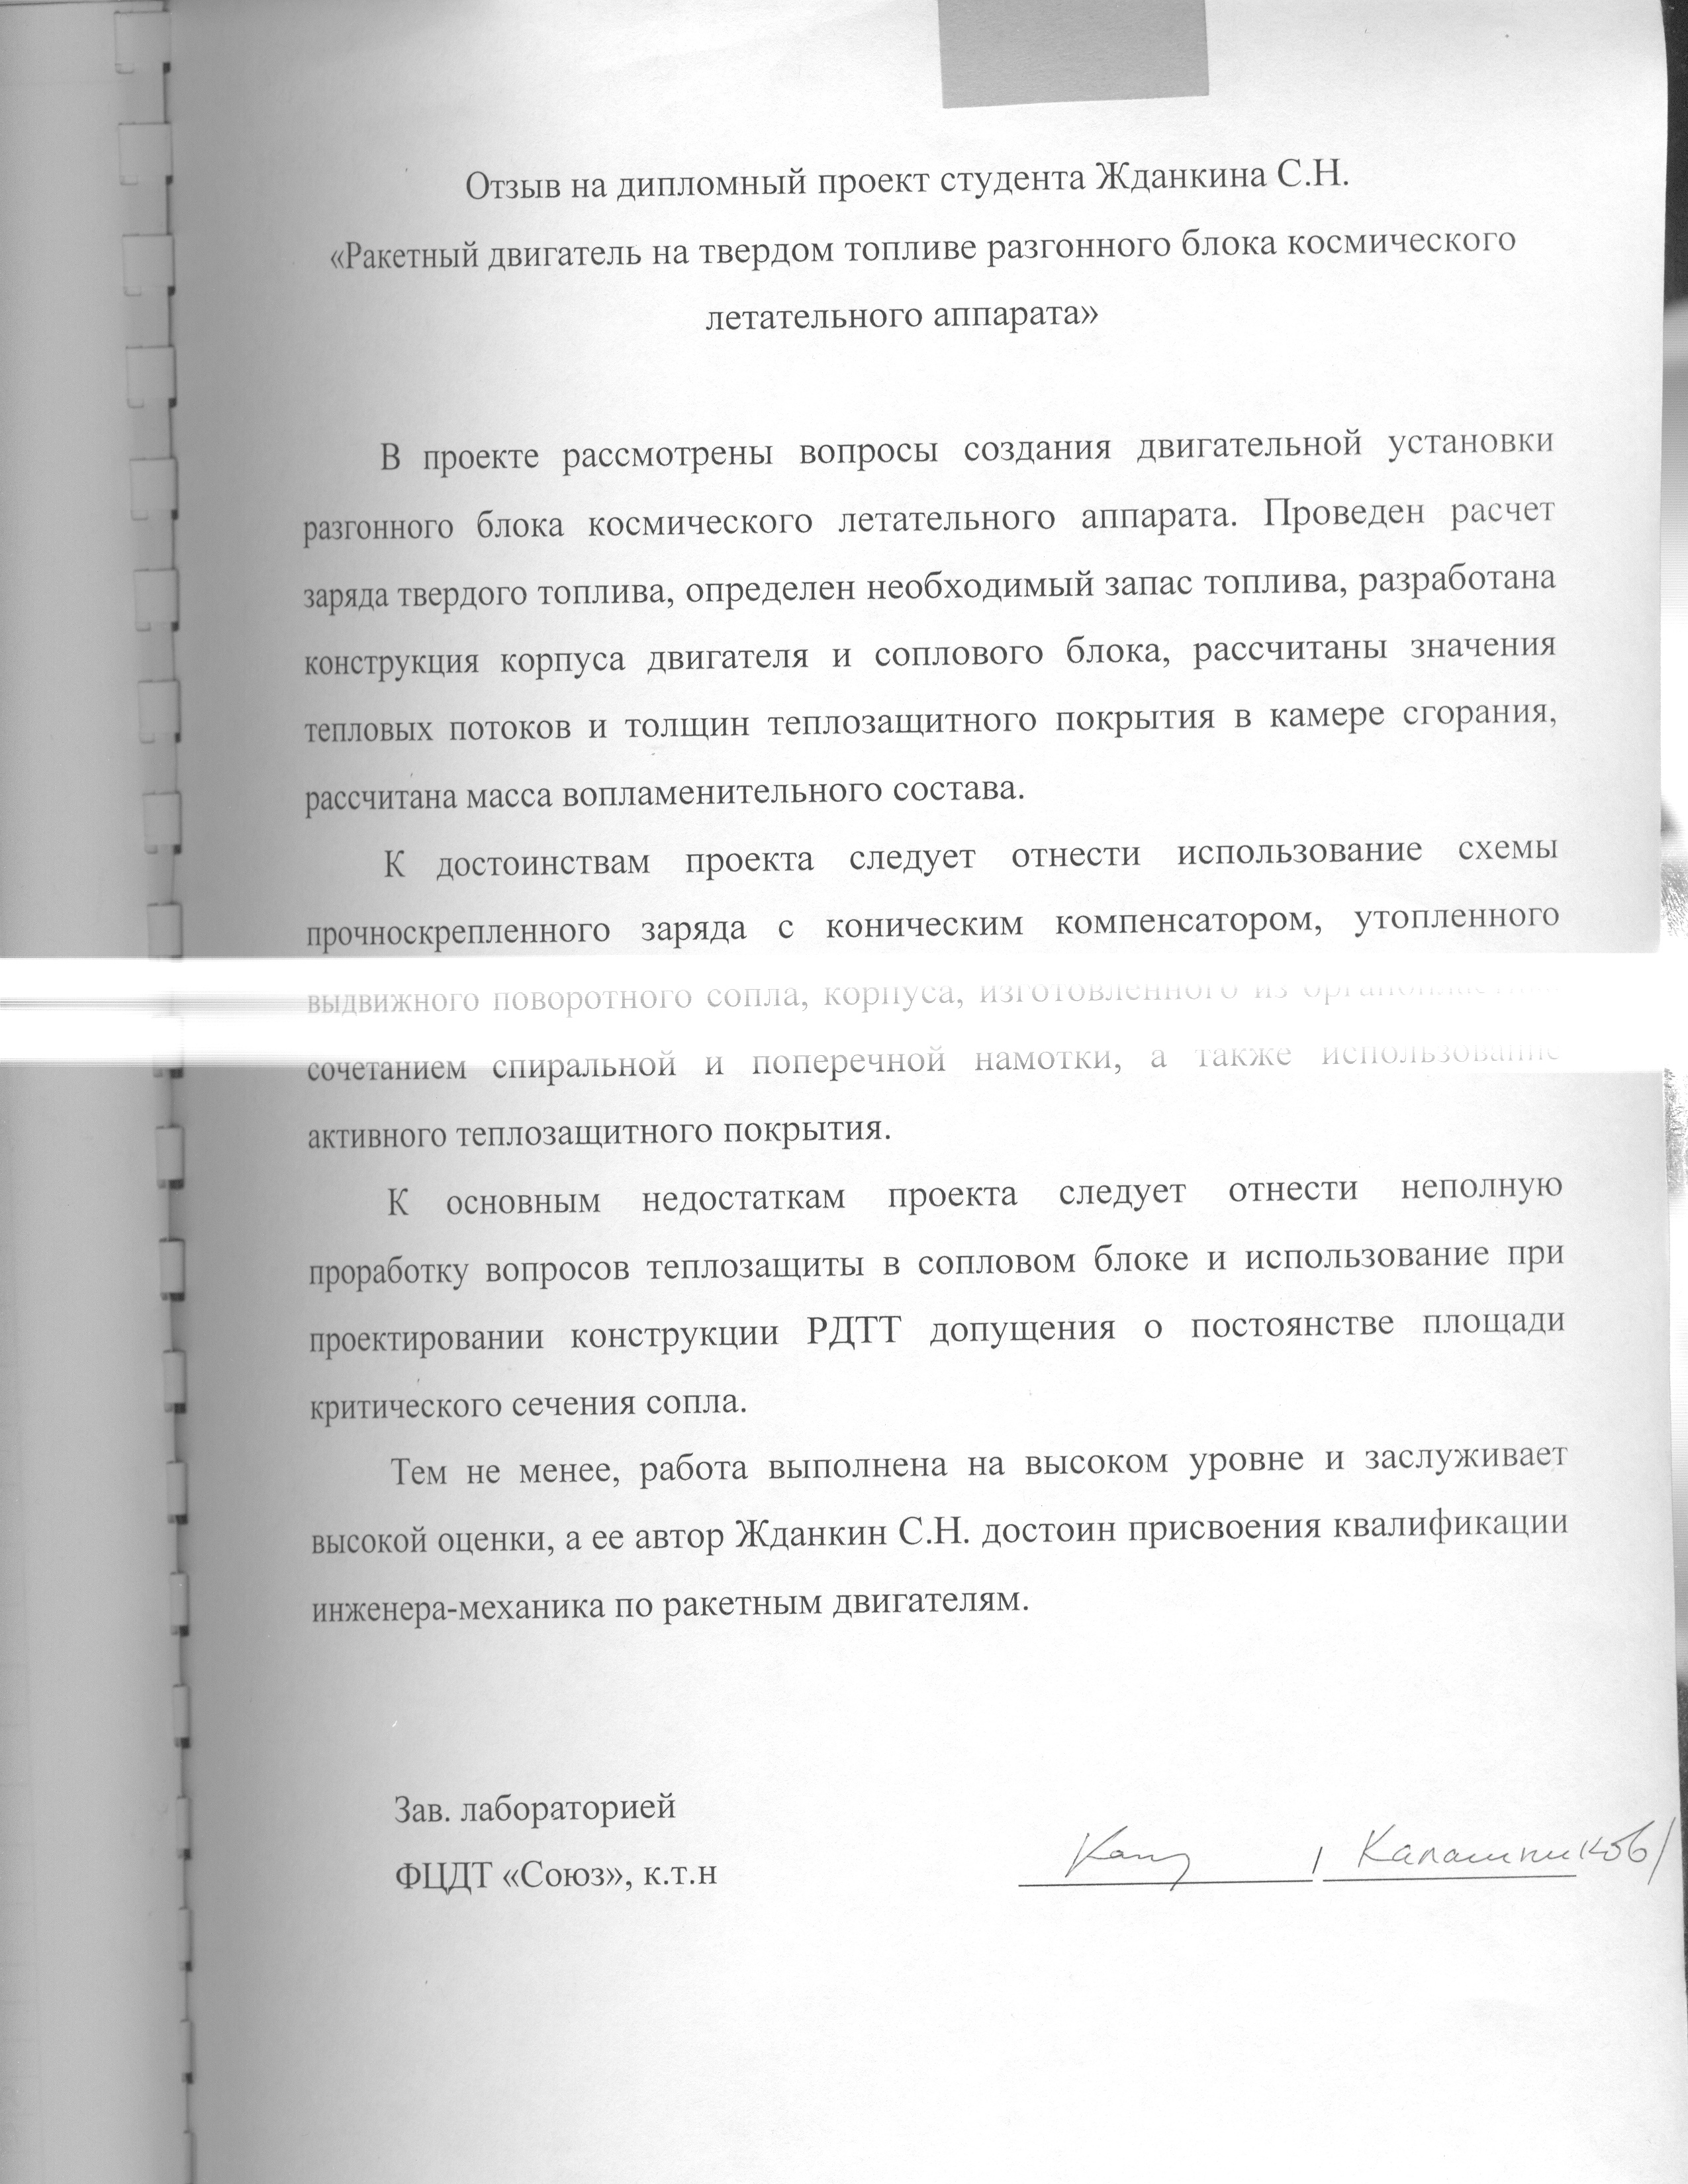 Отзыв на дипломный проект студента Жданкина С.Н.
«Ракетный двигатель на твердом топливе разгонного блока космического
летательного аппарата»
В проекте рассмотрены вопросы создания двигательной установки
разгонного блока космического летательного аппарата. Проведен расчет
заряда твердого топлива, определен необходимый запас топлива, разработана
конструкция корпуса двигателя и соплового блока, рассчитаны значения
тепловых потоков и толщин теплозащитного покрытия в камере сгорания,
рассчитана масса вопламенительного состава.
К достоинствам проекта следует отнести использование схемы
прочноскрепленного заряда с коническим компенсатором, утопленного
выдвижного поворотного сопла, корпуса, изготовленного из
сочетанием спиральной и поперечной намотки, а также использование
активного теплозащитного покрытия.
К основным недостаткам проекта следует отнести неполную
проработку вопросов теплозащиты в сопловом блоке и использование при
проектировании конструкции РДТТ допущения о постоянстве площади
критического сечения сопла.
Тем не менее, работа выполнена на высоком уровне и заслуживает
высокой оценки, а ее автор Жданкин С.Н. достоин присвоения квалификации
инженера-механика по ракетным двигателям.
Зав. лабораторией
ФЦДТ «Союз», к.т.н / Калашников/